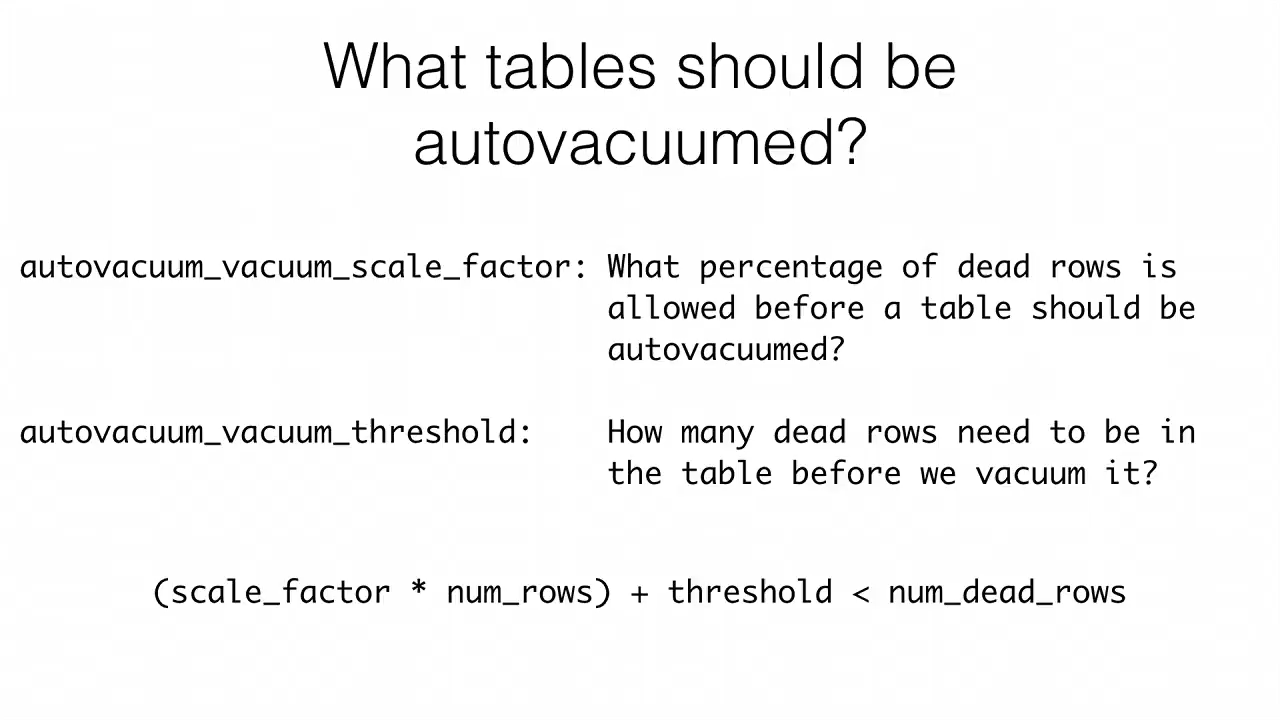 What tables should be
autovacuumed?
autovacuum_vacuum_scale_factor: What percentage of dead rows is
allowed before a table should be
autovacuumed?
autovacuum_vacuum_threshold: How many dead rows need to be in
the table before we vacuum it?
(scale_factor * num_rows) + threshold < num_dead_rows